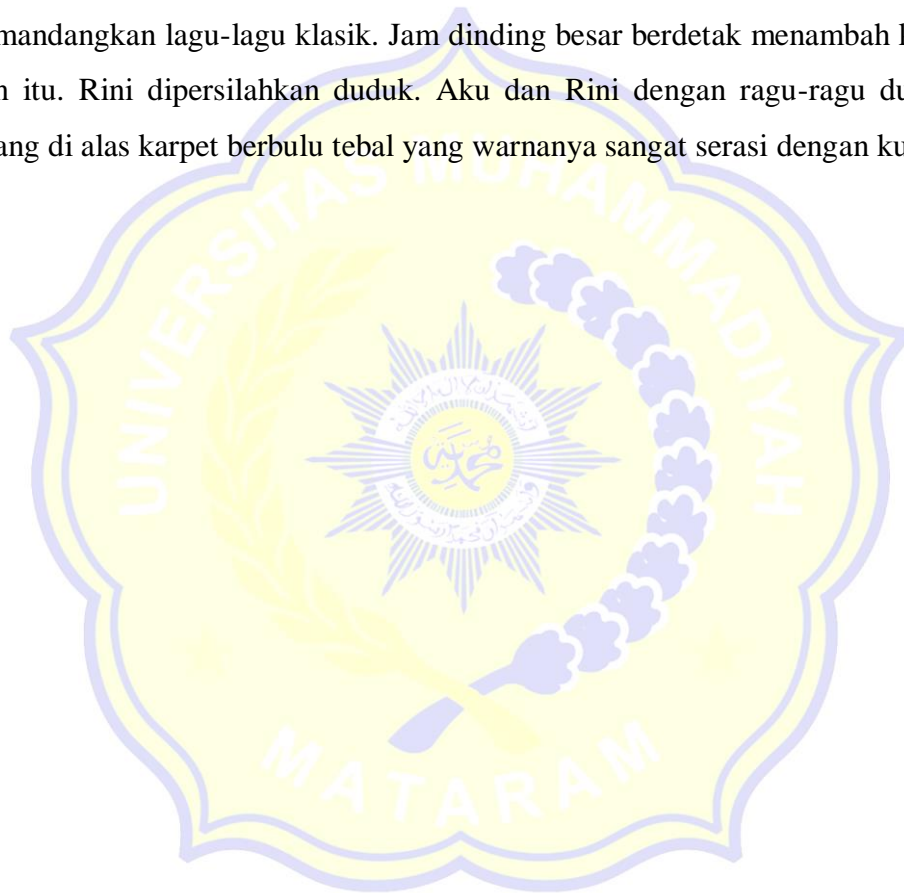 mandangkan lagu-lagu klasik. Jam dinding besar berdetak menambah
itu. Rini dipersilahkan duduk. Aku dan Rini dengan ragu-ragu
ang di alas karpet berbulu tebal yang warnanya sangat serasi dengan
UNIVERSITAS MUHAMMADIYAH
MATARAM